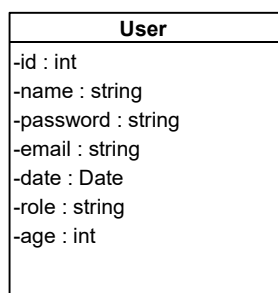 User
-id : int
-name : string
-password : string
-email : string
-date : Date
-role : string
-age : int